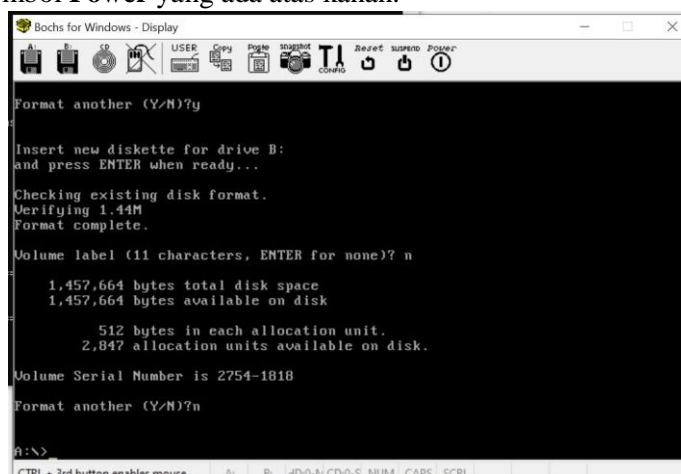 mbol Power yang ada atas kanan.
Bochs for Windows - Display
A: B: CD USER Copy Paste snapshot CONFIG Reset SUSPEND Power
Format another (Y/N)?y
Insert new diskette for drive B:
and press ENTER when ready...
Checking existing disk format.
Verifying 1.44M
Format complete.
Volume label (11 characters, ENTER for none)? n
1,457,664 bytes total disk space
1,457,664 bytes available on disk
512 bytes in each allocation unit.
2,847 allocation units available on disk.
Volume Serial Number is 2754-1818
Format another (Y/N)?n
A:\>_
CTRL + 3rd button enables mouse A: B: NUM CAPS SCRL